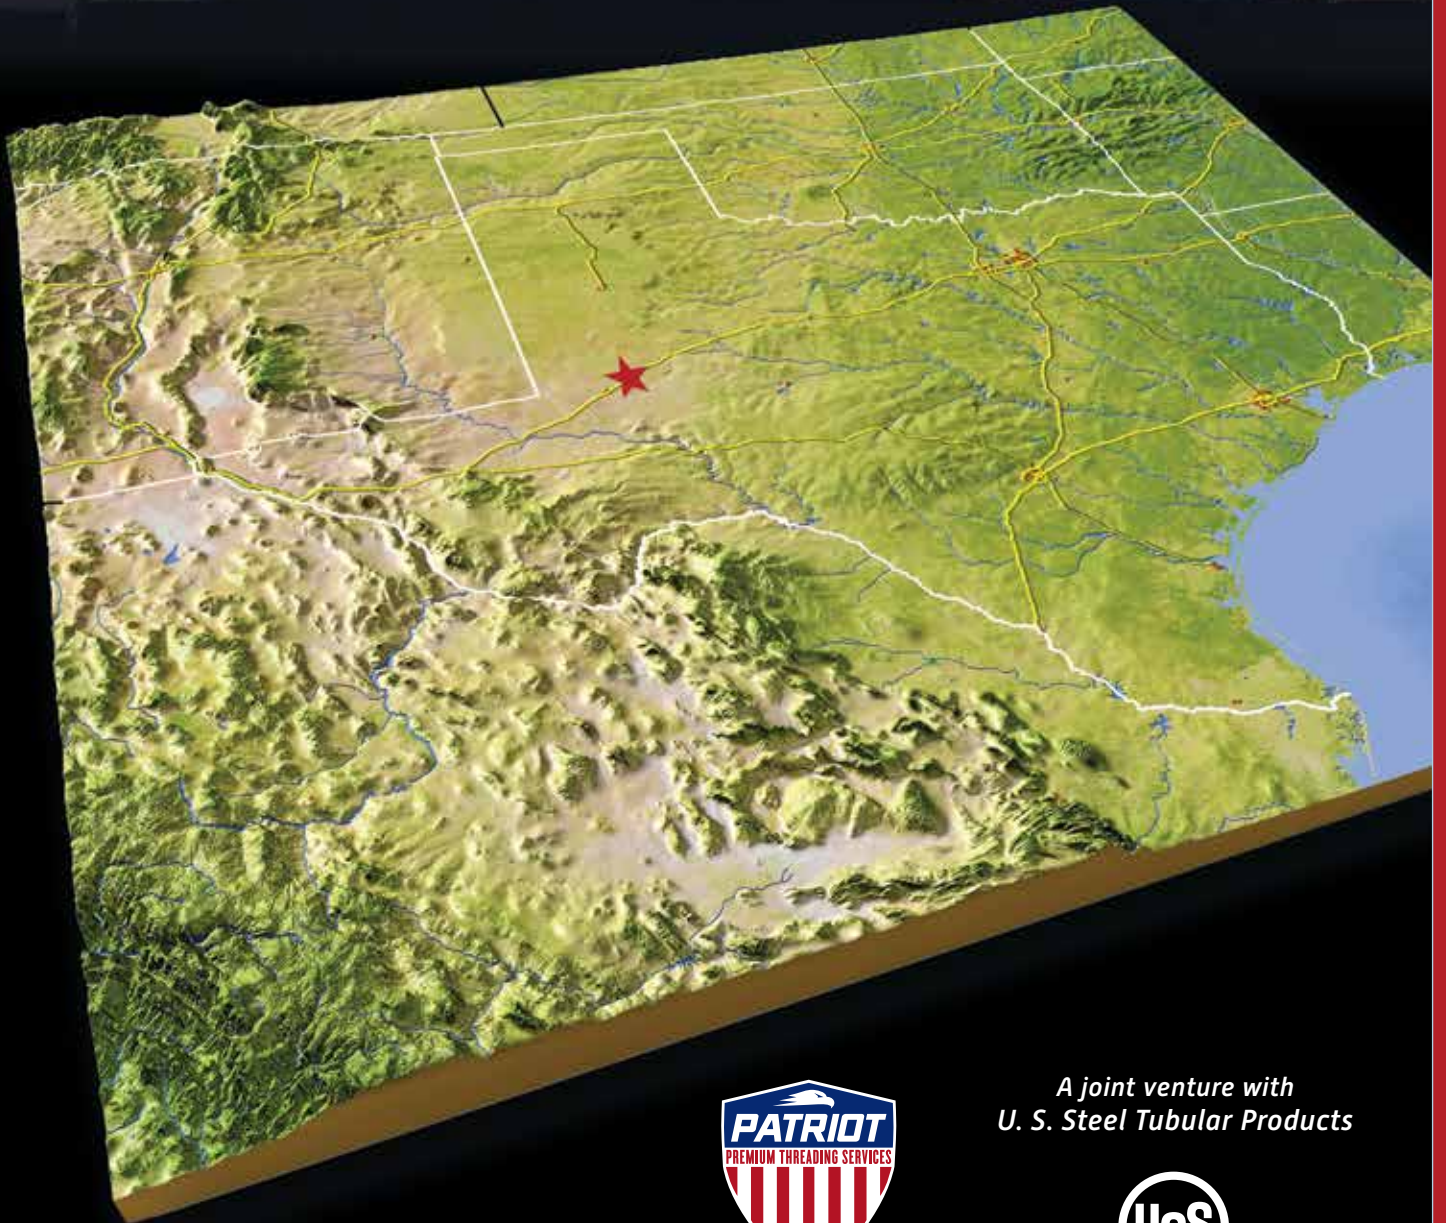 PATRIOT
PREMIUM THREADING SERVICES
A joint venture with
U. S. Steel Tubular Products